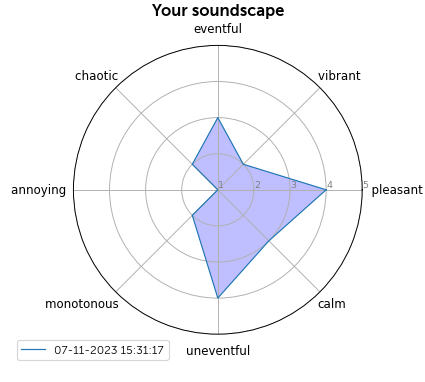 Your soundscape
eventful
chaotic
vibrant
annoying
1
2
3
4
5
pleasant
monotonous
calm
07-11-2023 15:31:17
uneventful